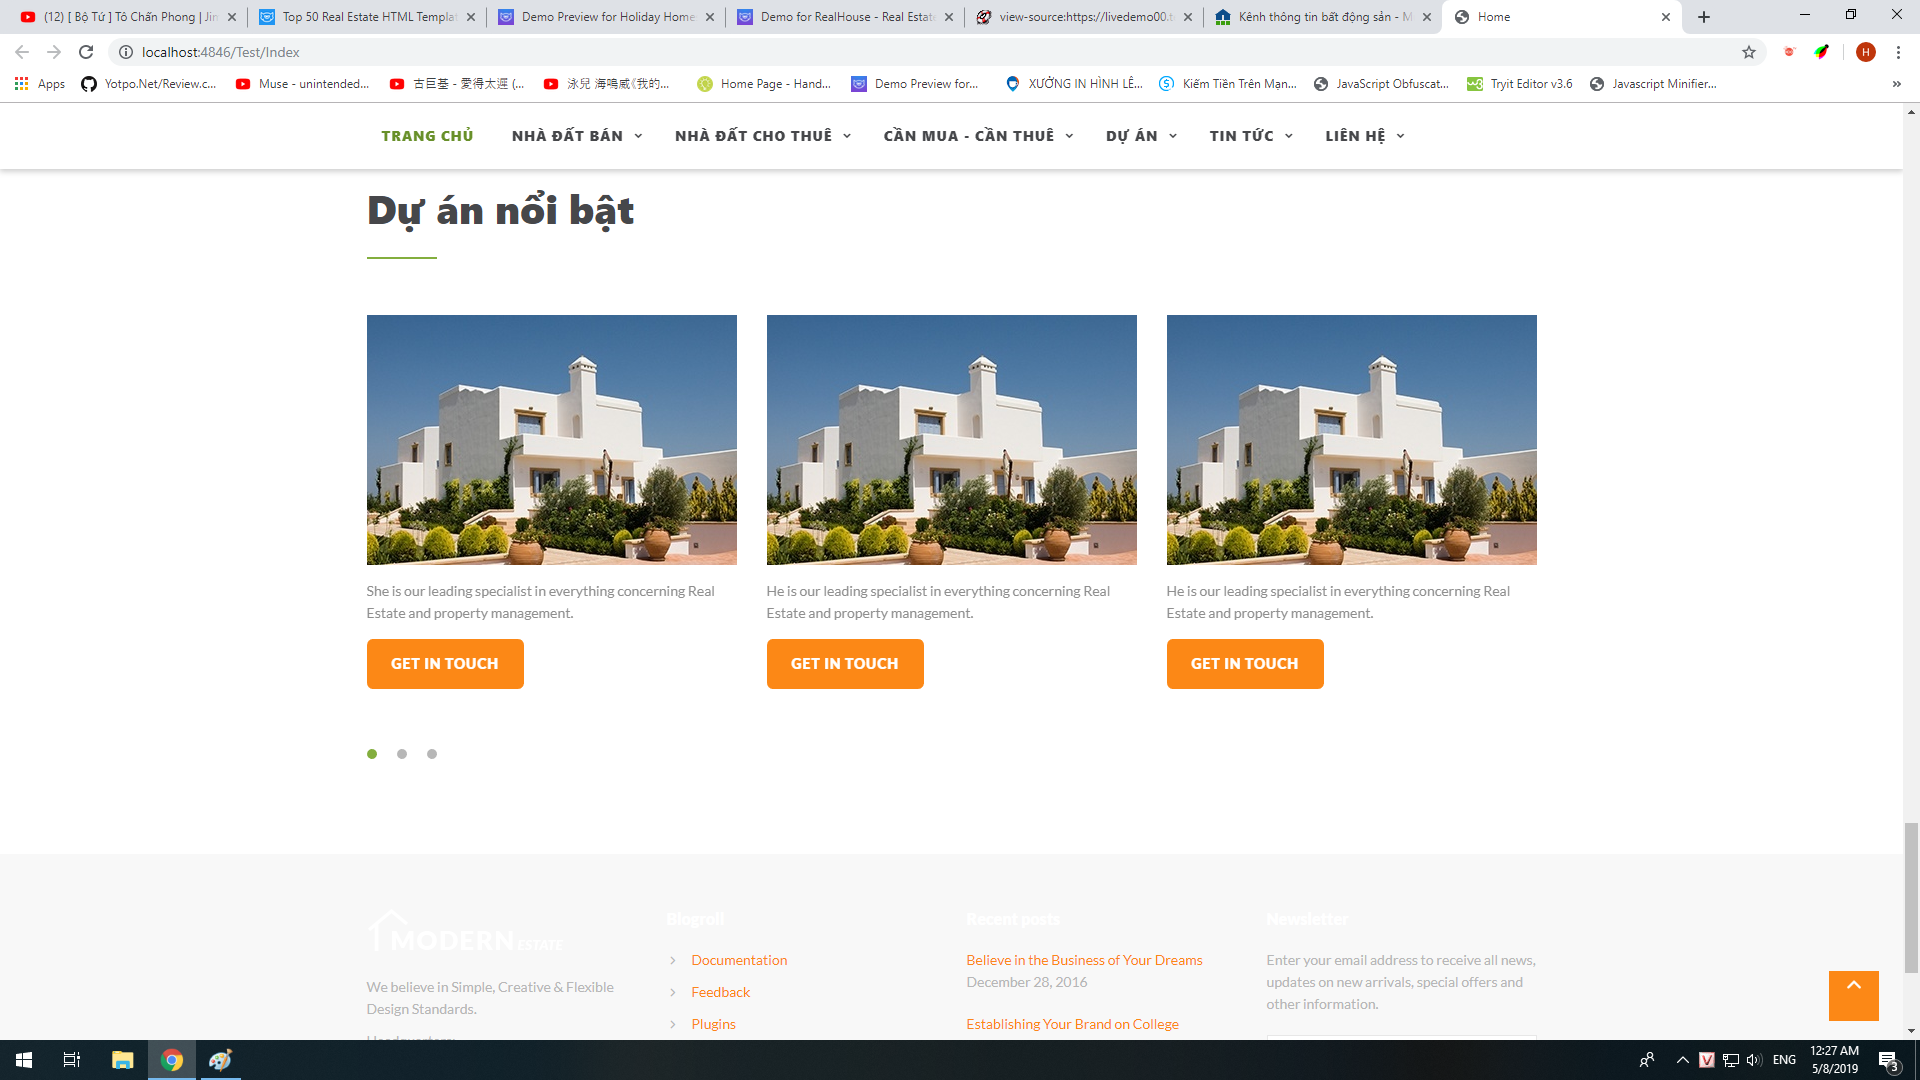 (12) [ Bộ Tứ ] Tô Chấn Phong | Jin
Top 50 Real Estate HTML Templat
Demo Preview for Holiday Home
Demo for RealHouse - Real Estat
view-source:https://livedemo00.t
Kênh thông tin bất động sản - M
Home
localhost:4846/Test/Index
Apps
Yotpo.Net/Review.c...
Muse - unintended...
古巨基 - 愛得太遲 (...
泳兒 海鳴威《我的...
Home Page - Hand...
Demo Preview for...
XƯỞNG IN HÌNH LÊ...
Kiếm Tiền Trên Mạn...
JavaScript Obfuscat...
Tryit Editor v3.6
Javascript Minifier...
»
TRANG CHỦ
NHÀ ĐẤT BÁN
NHÀ ĐẤT CHO THUÊ
CẦN MUA - CẦN THUÊ
DỰ ÁN
TIN TỨC
LIÊN HỆ
Dự án nổi bật
She is our leading specialist in everything concerning Real
Estate and property management.
GET IN TOUCH
He is our leading specialist in everything concerning Real
Estate and property management.
GET IN TOUCH
He is our leading specialist in everything concerning Real
Estate and property management.
GET IN TOUCH
MODERN ESTATE
We believe in Simple, Creative & Flexible
Design Standards.
Blogroll
Documentation
Feedback
Plugins
Recent posts
Believe in the Business of Your Dreams
December 28, 2016
Establishing Your Brand on College
Newsletter
Enter your email address to receive all news,
updates on new arrivals, special offers and
other information.
ENG
12:27 AM
5/8/2019
3